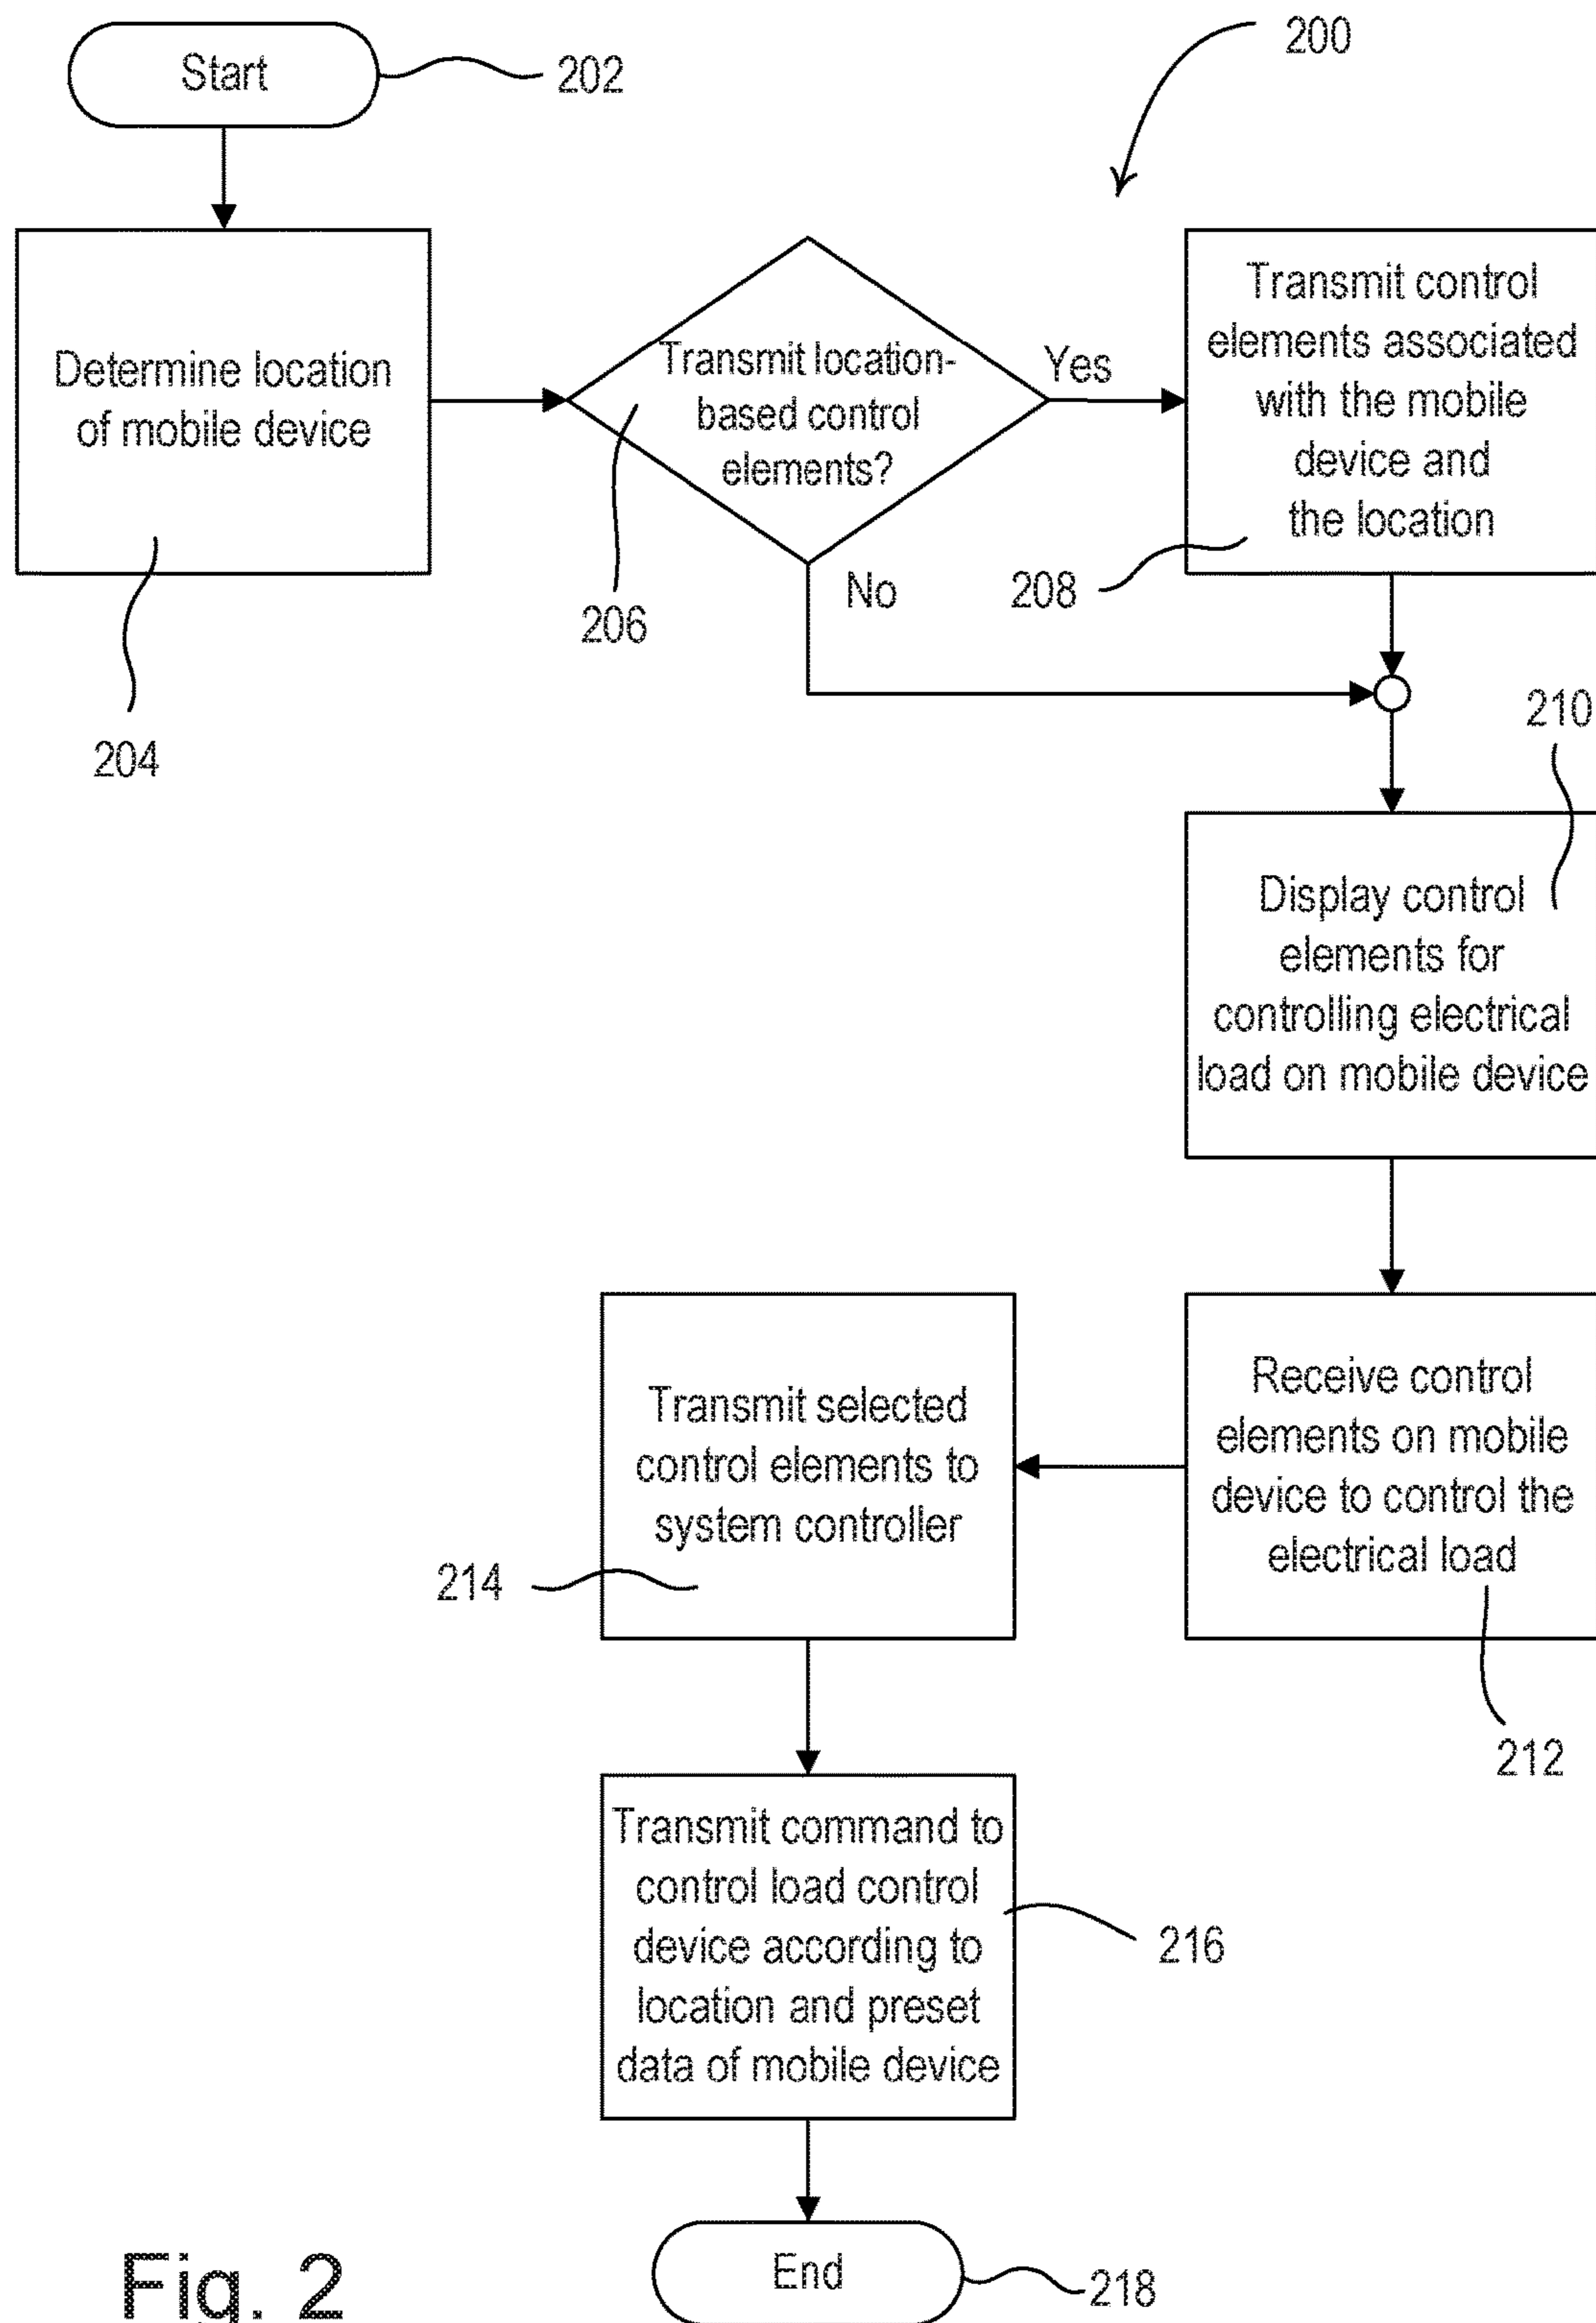 Start
202
200
Determine location
of mobile device
204
Transmit location-
based control
elements?
206
Yes
No
Transmit control
elements associated
with the mobile
device and
the location
208
210
Display control
elements for
controlling electrical
load on mobile device
Receive control
elements on mobile
device to control the
electrical load
212
Transmit selected
control elements to
system controller
214
Transmit command to
control load control
device according to
location and preset
data of mobile device
216
End
218
Fig. 2